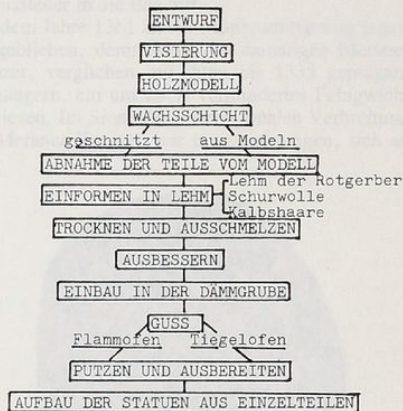 ENTWURF
VISIERUNG
HOLZMODELL
WACHSSCHICHT
geschnitzt aus Modeln
ABNAHME DER TEILE VOM MODELL
Lehm der Rotgerber
EINFORMEN IN LEHM Schurwolle
Kalbshaare
TROCKNEN UND AUSSCHMELZEN
AUSBESSERN
EINBAU IN DER DÄMMGRUBE
GUSS
Flammofen Tiegelofen
PUTZEN UND AUSBEREITEN
AUFBAU DER STATUEN AUS EINZELTEILEN